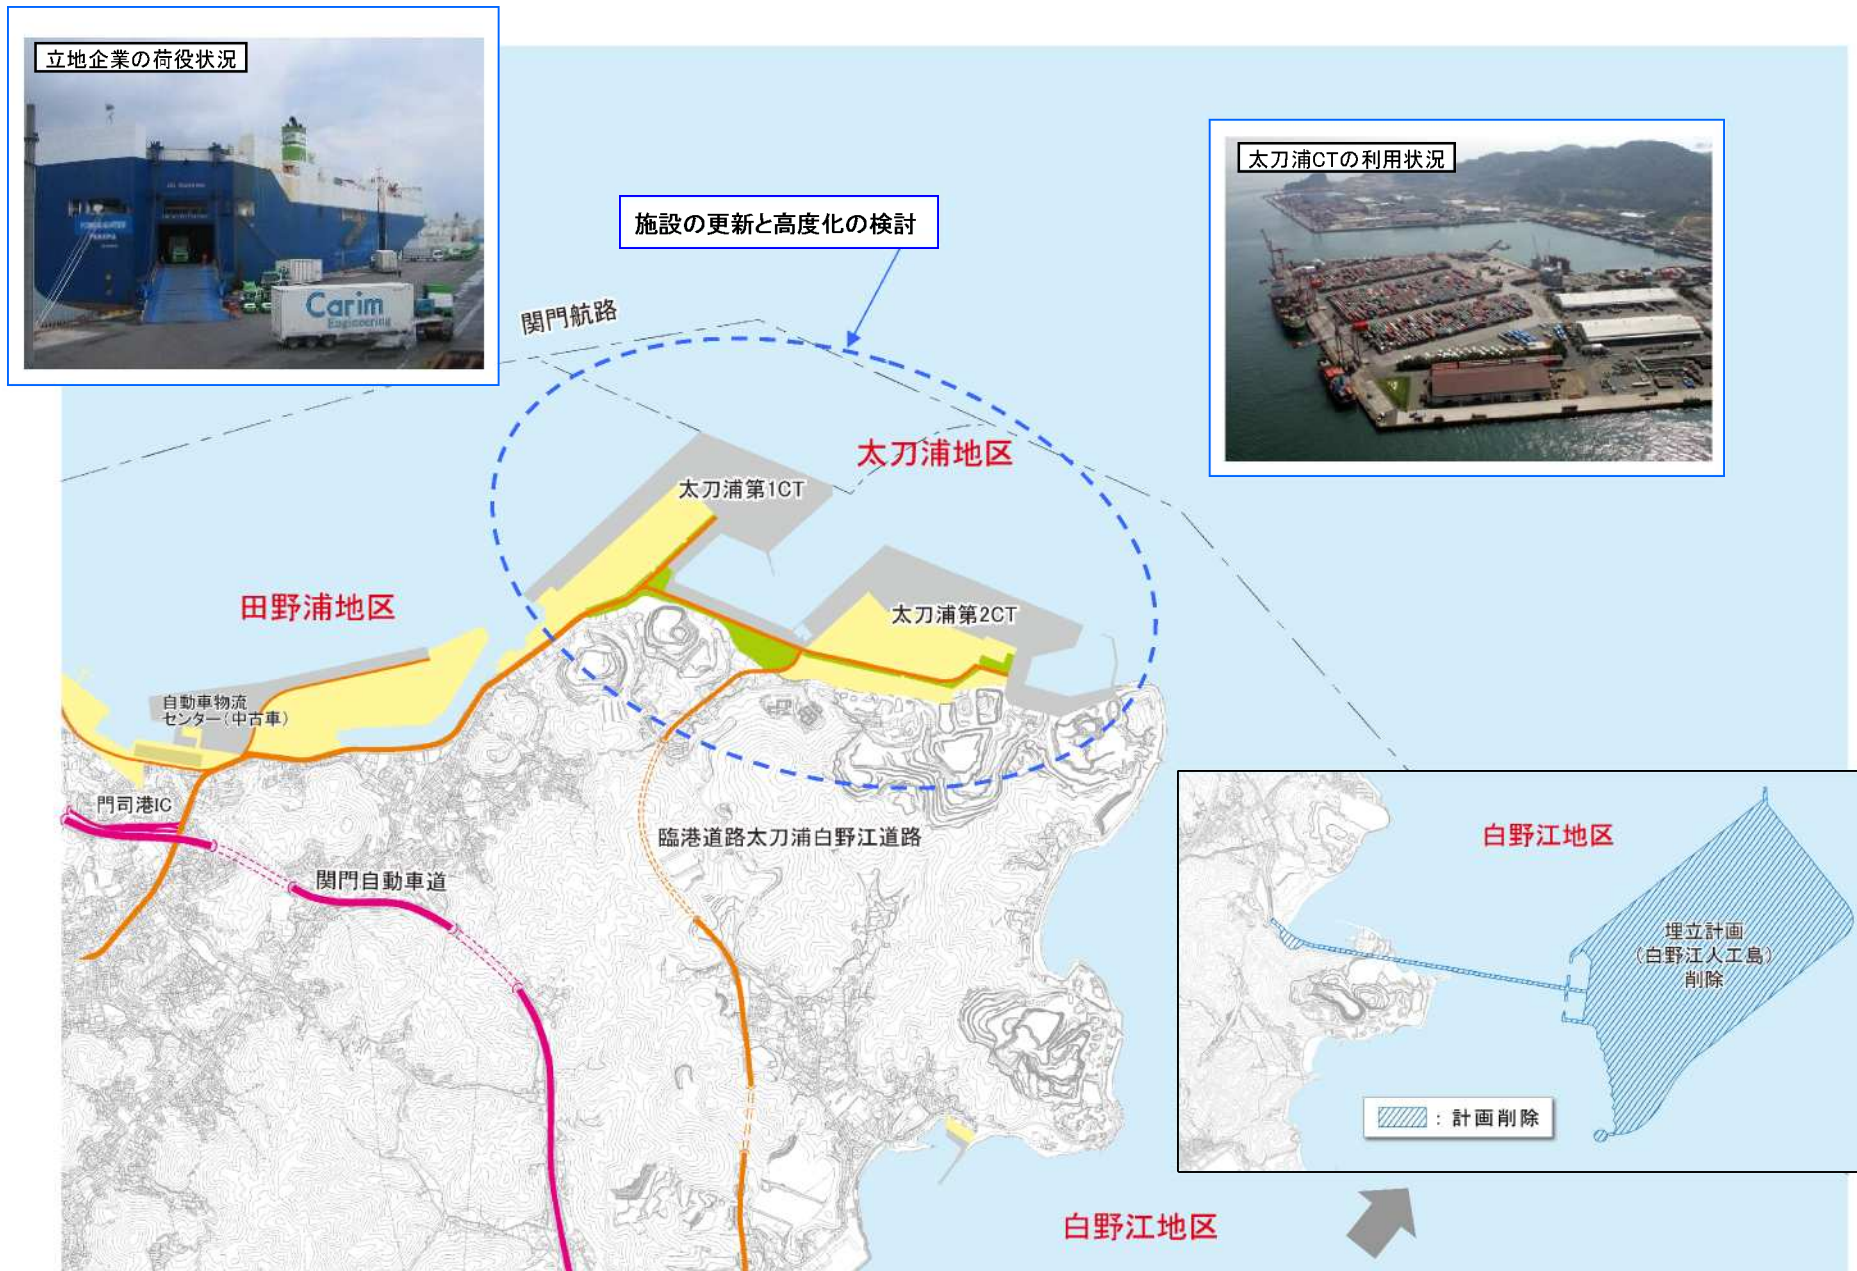 立地企業の荷役状況
Carim
Engineering
太刀浦CTの利用状況
施設の更新と高度化の検討
関門航路
太刀浦地区
太刀浦第1CT
田野浦地区
太刀浦第2CT
自動車物流
センター(中古車)
門司港IC
臨港道路太刀浦白野江道路
関門自動車道
白野江地区
埋立計画
(白野江人工島)
削除
：計画削除
白野江地区